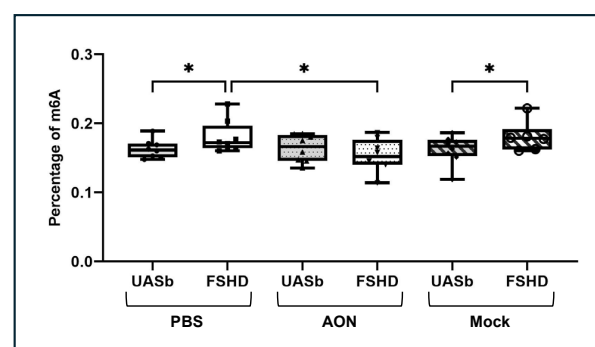 0.3
* * *
0.2
0.1
0.0
Percentage of m6A
UASb FSHD UASb FSHD UASb FSHD
PBS AON Mock